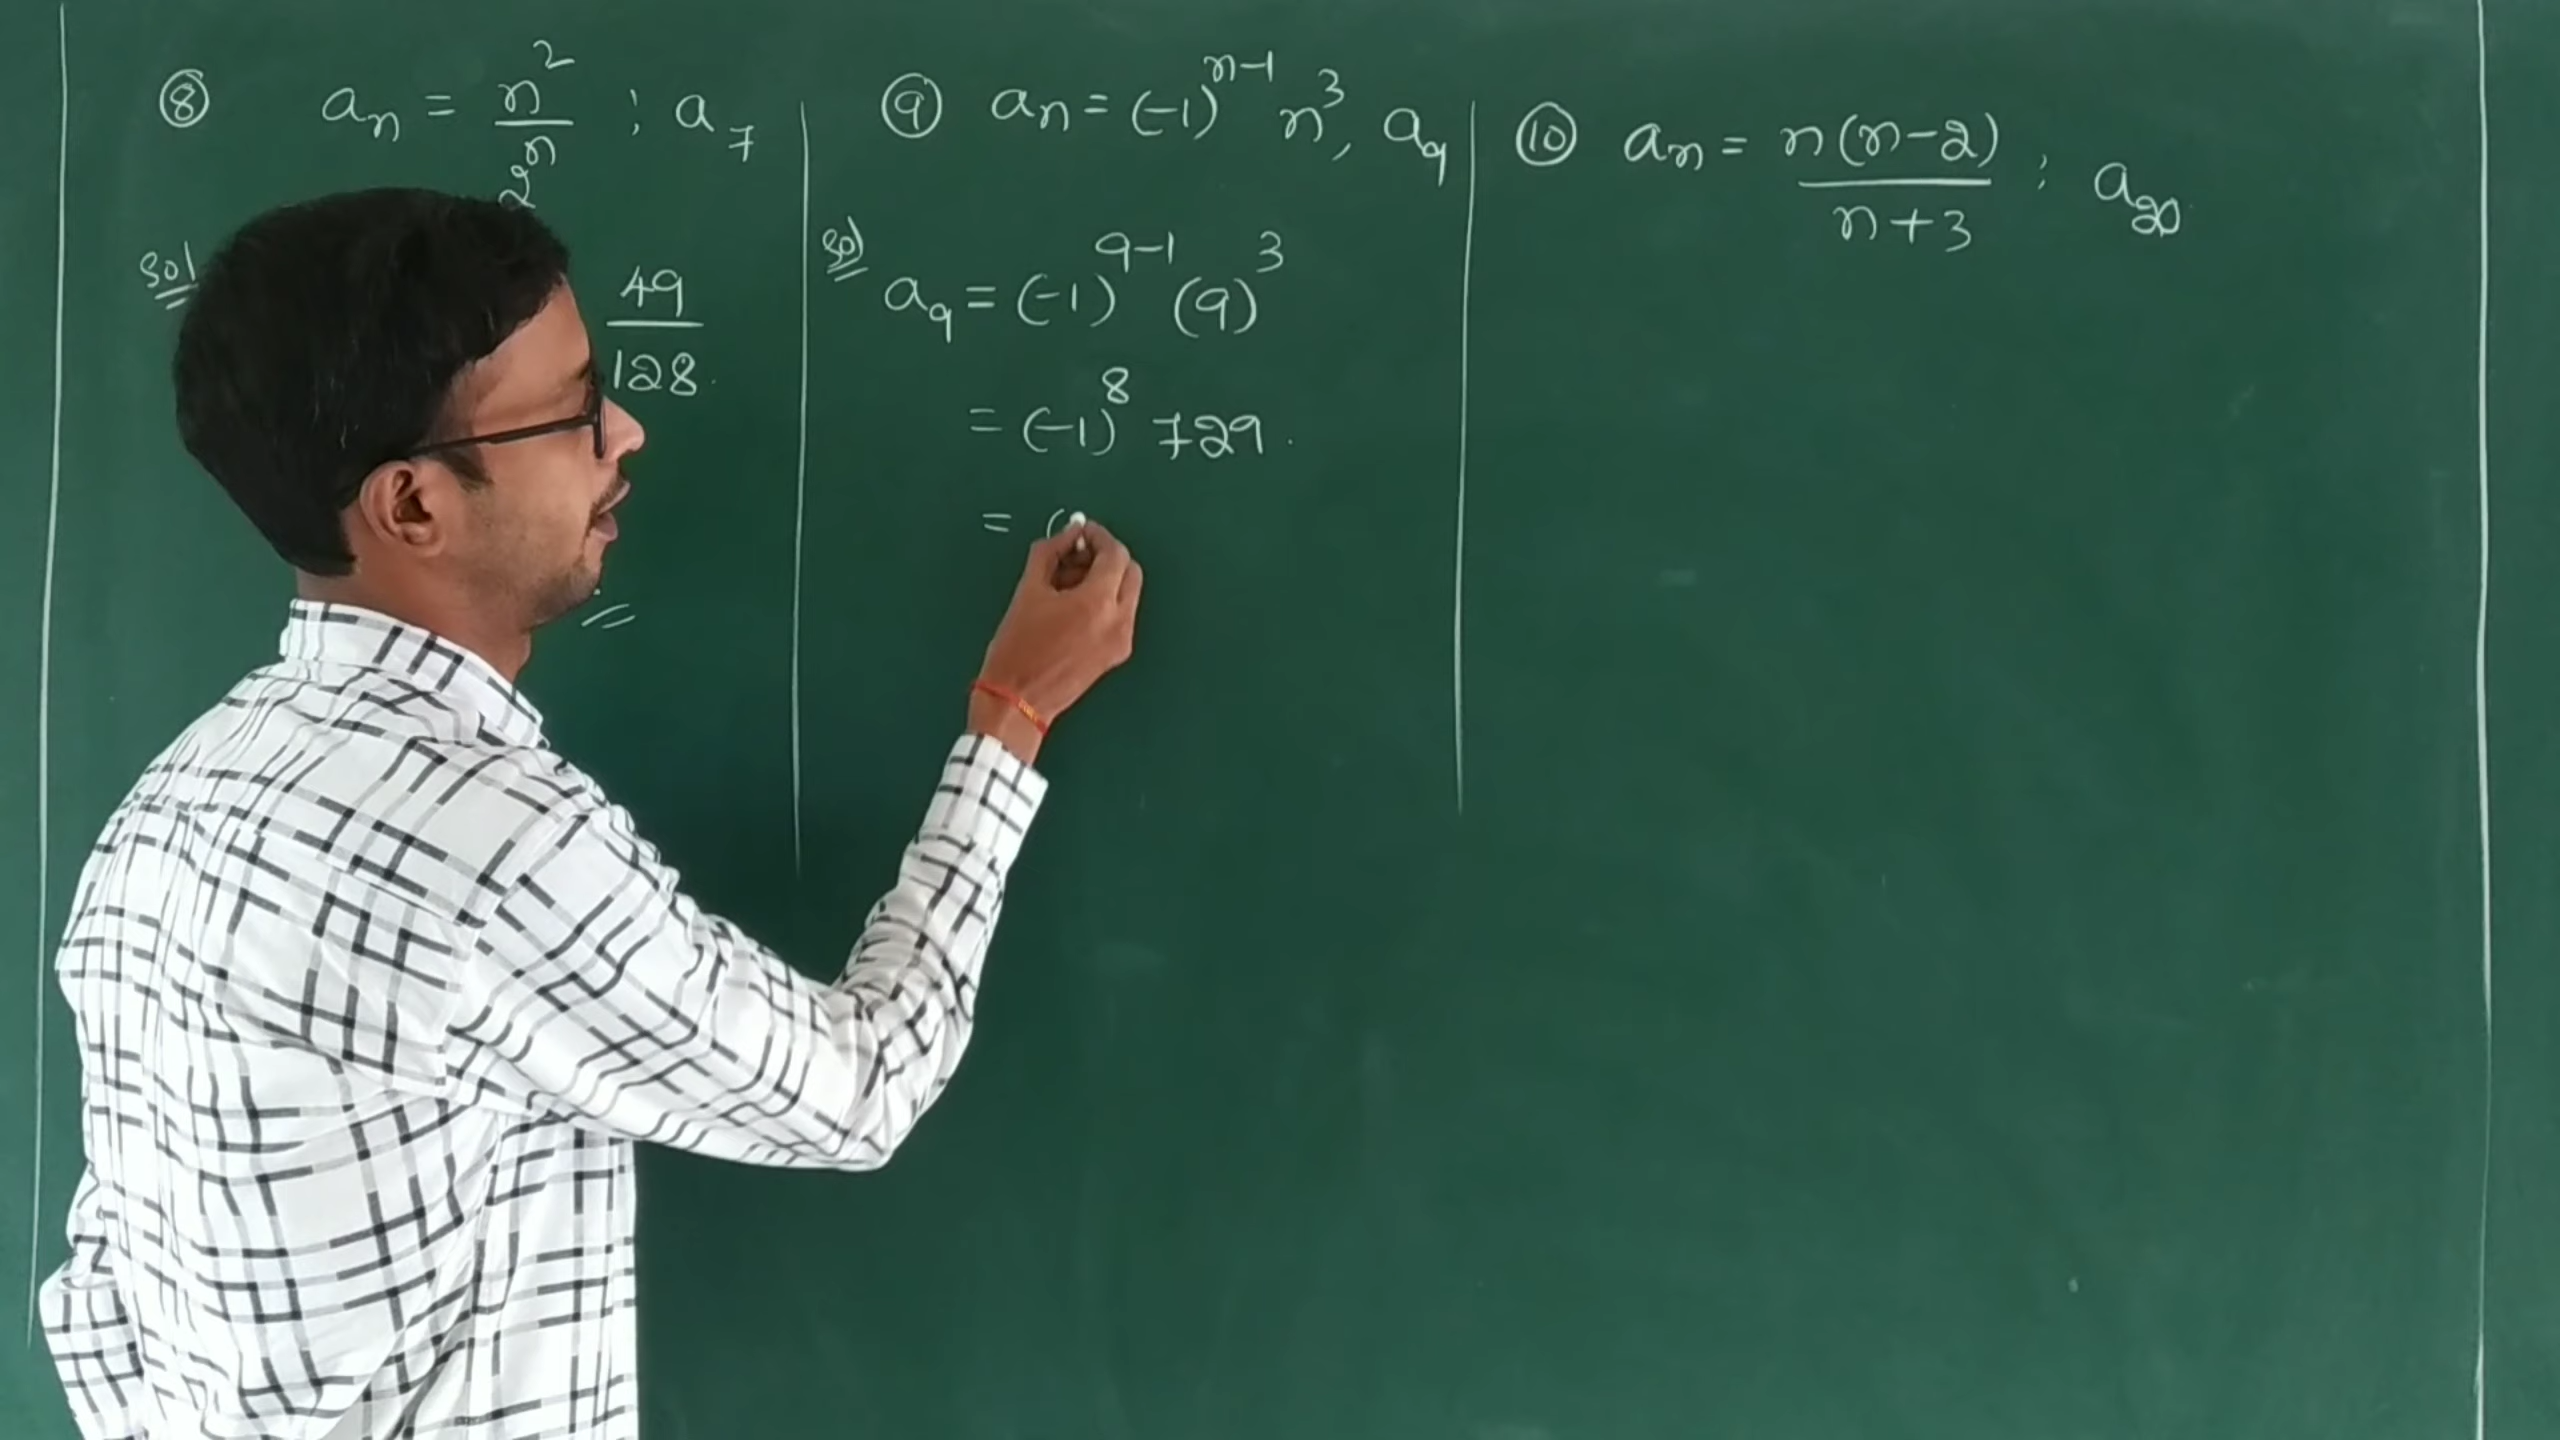 ⑧ aₙ = n²/2ⁿ ; a₇
sol
49/128.
⑨ aₙ = (-1)ⁿ⁻¹ n³, a₉
sol
a₉ = (-1)⁹⁻¹ (9)³
= (-1)⁸ 729.
= (
⑩ aₙ = n(n-2)/n+3 ; a₂₀.